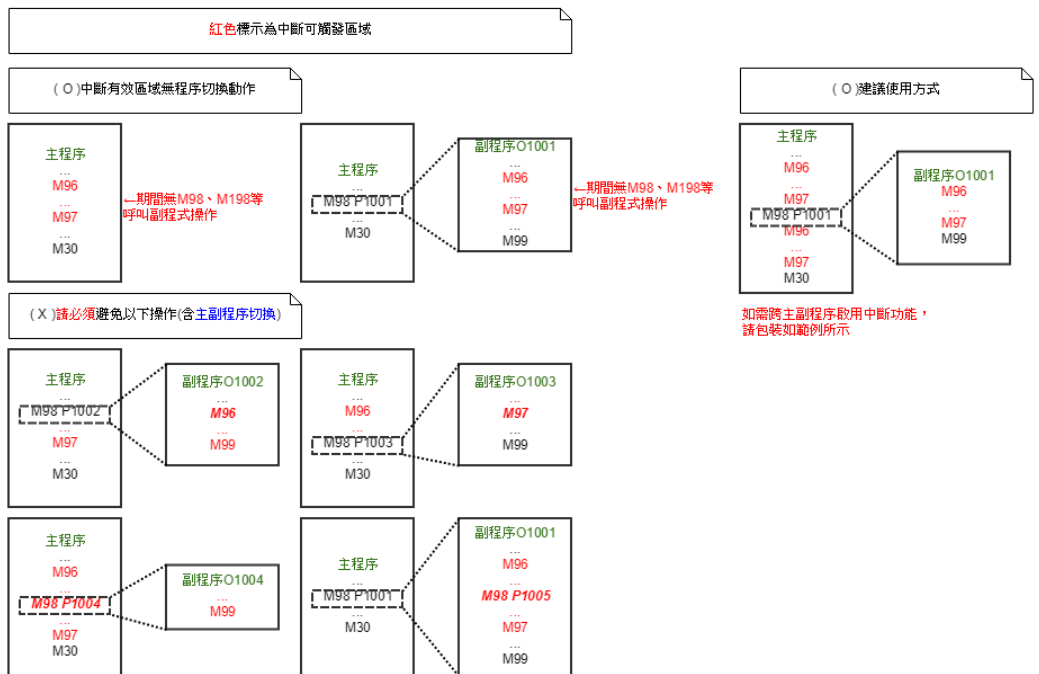 紅色標示為中斷可觸發區域
( O )中斷有效區域無程序切換動作
主程序
...
M96
...
M97
...
M30
←期間無M98、M198等
呼叫副程式操作
主程序
...
M98 P1001
...
M30
副程序O1001
...
M96
...
M97
...
M99
←期間無M98、M198等
呼叫副程式操作
( O )建議使用方式
主程序
...
M96
...
M97
M98 P1001
M96
...
M97
M30
副程序O1001
M96
...
M97
M99
如需跨主副程序啟用中斷功能，
請包裝如範例所示
( X )請必須避免以下操作(含主副程序切換)
主程序
...
M98 P1002
...
M97
...
M30
副程序O1002
...
M96
...
M99
主程序
...
M96
...
M98 P1003
...
M30
副程序O1003
...
M97
...
M99
主程序
...
M96
...
M98 P1004
...
M97
M30
副程序O1004
...
M99
主程序
...
M98 P1001
...
M30
副程序O1001
...
M96
...
M98 P1005
...
M97
...
M99